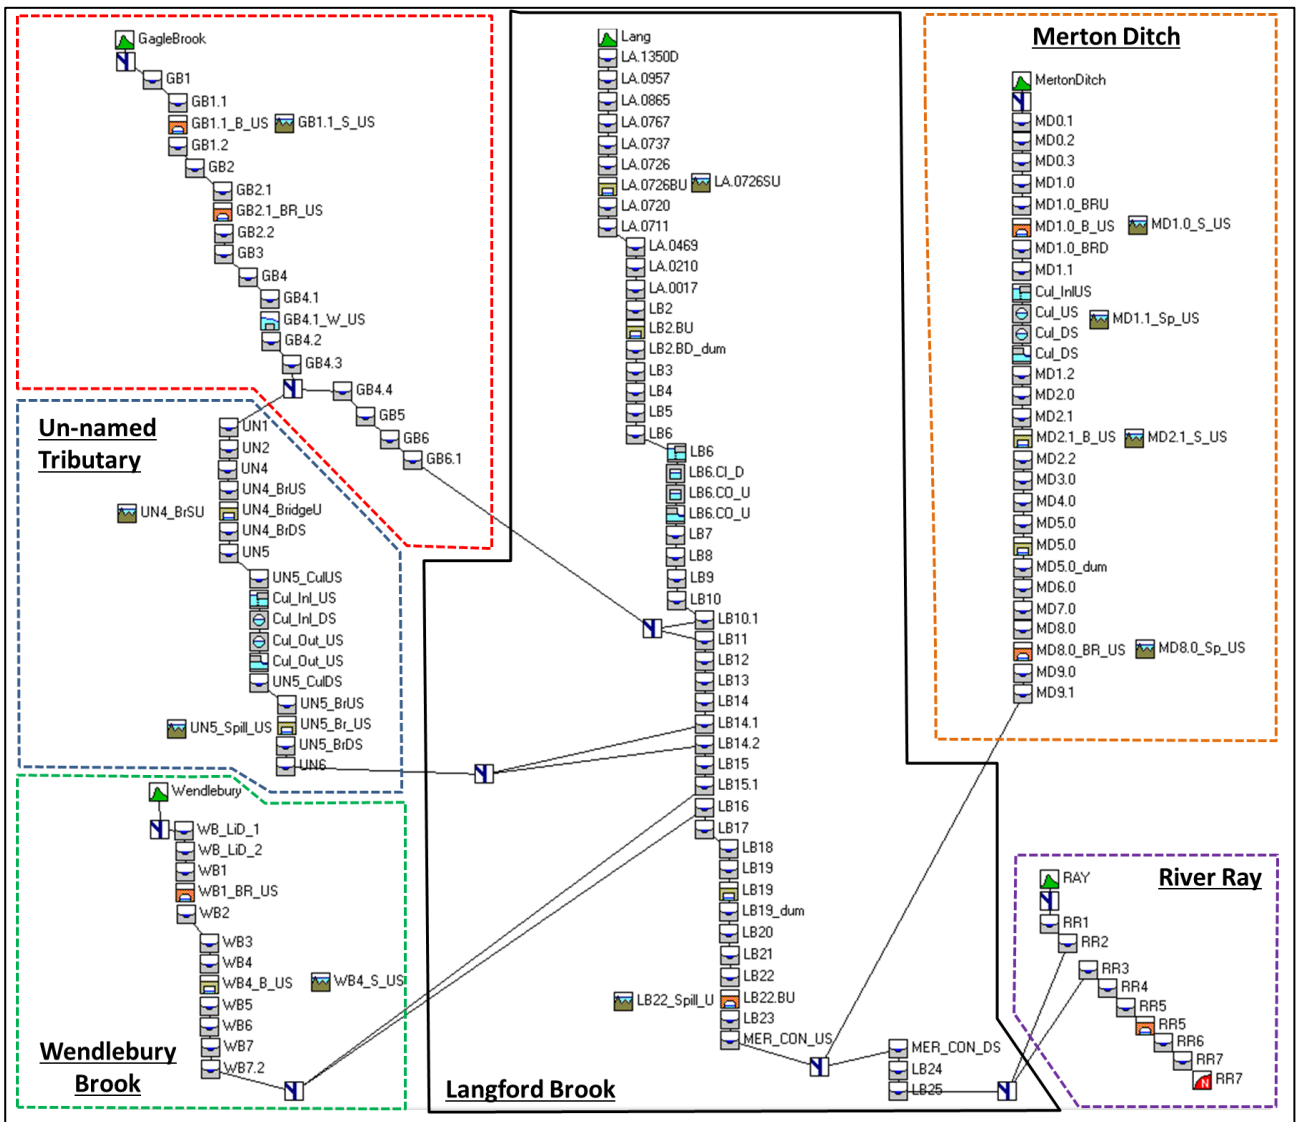 GagleBrook
GB1
GB1.1
GB1.1_B_US
GB1.1_S_US
GB1.2
GB2
GB2.1
GB2.1_BR_US
GB2.2
GB3
GB4
GB4.1
GB4.1_W_US
GB4.2
GB4.3
GB4.4
GB5
GB6
GB6.1
Un-named
Tributary
UN1
UN2
UN4
UN4_BrUS
UN4_BrSU
UN4_BridgeU
UN4_BrDS
UN5
UN5_CulUS
Cul_Inl_US
Cul_Inl_DS
Cul_Out_US
Cul_Out_US
UN5_CulDS
UN5_BrUS
UN5_Spill_US
UN5_Br_US
UN5_BrDS
UN6
Wendlebury
WB_LiD_1
WB_LiD_2
WB1
WB1_BR_US
WB2
WB3
WB4
WB4_B_US
WB4_S_US
WB5
WB6
WB7
WB7.2
Wendlebury
Brook
Lang
LA.1350D
LA.0957
LA.0865
LA.0767
LA.0737
LA.0726
LA.0726BU
LA.0726SU
LA.0720
LA.0711
LA.0469
LA.0210
LA.0017
LB2
LB2.BU
LB2.BD_dum
LB3
LB4
LB5
LB6
LB6
LB6.CI_D
LB6.CO_U
LB6.CO_U
LB7
LB8
LB9
LB10
LB10.1
LB11
LB12
LB13
LB14
LB14.1
LB14.2
LB15
LB15.1
LB16
LB17
LB18
LB19
LB19
LB19_dum
LB20
LB21
LB22
LB22_Spill_U
LB22.BU
LB23
MER_CON_US
MER_CON_DS
LB24
LB25
Langford Brook
Merton Ditch
MertonDitch
MD0.1
MD0.2
MD0.3
MD1.0
MD1.0_BRU
MD1.0_B_US
MD1.0_S_US
MD1.0_BRD
MD1.1
Cul_InlUS
Cul_US
MD1.1_Sp_US
Cul_DS
Cul_DS
MD1.2
MD2.0
MD2.1
MD2.1_B_US
MD2.1_S_US
MD2.2
MD3.0
MD4.0
MD5.0
MD5.0
MD5.0_dum
MD6.0
MD7.0
MD8.0
MD8.0_BR_US
MD8.0_Sp_US
MD9.0
MD9.1
River Ray
RAY
RR1
RR2
RR3
RR4
RR5
RR5
RR6
RR7
N
RR7